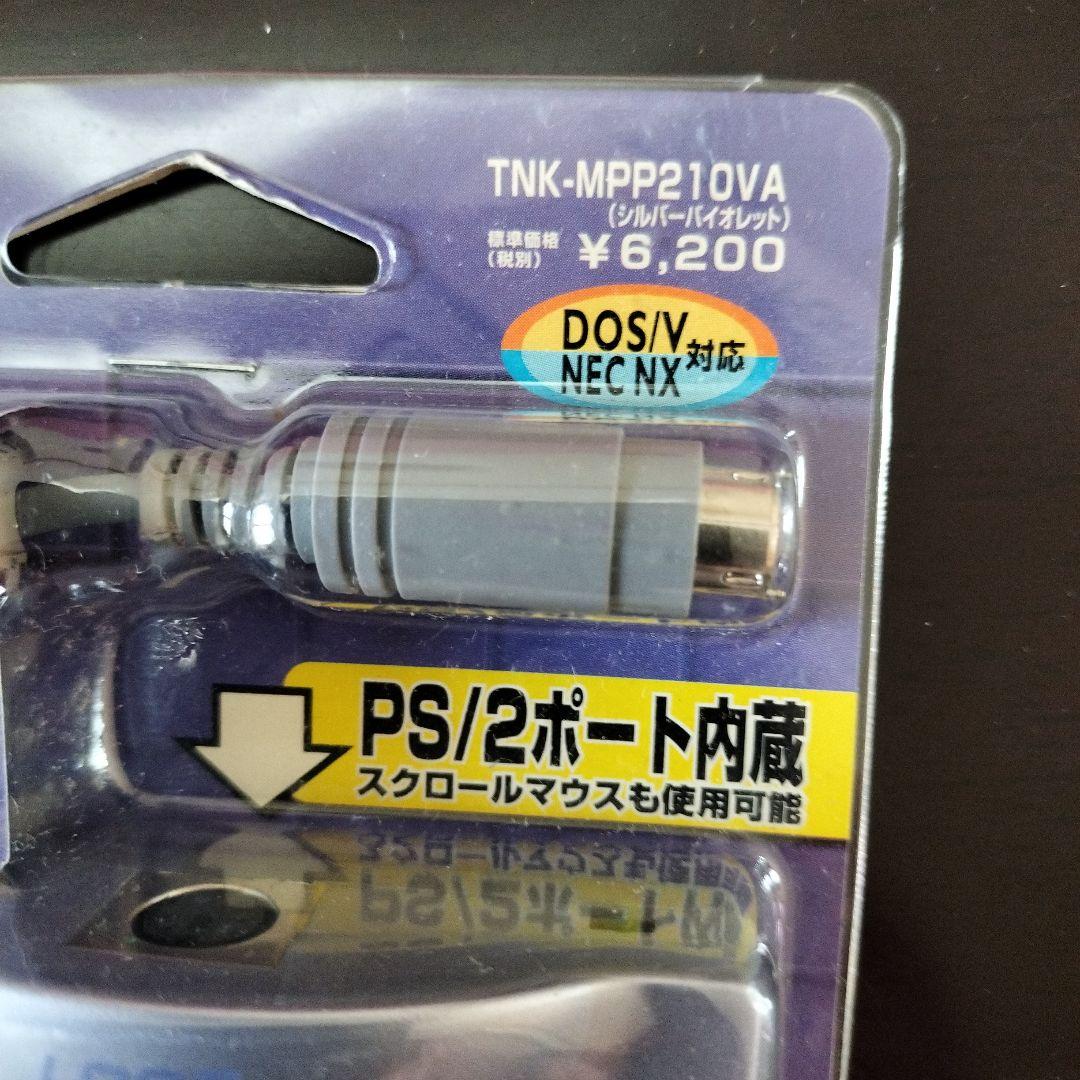 TNK-MPP210VA
(シルバーバイオレット)
標準価格
(税別) ¥6,200
DOS/V
NEC NX 対応
PS/2ポート内蔵
スクロールマウスも使用可能